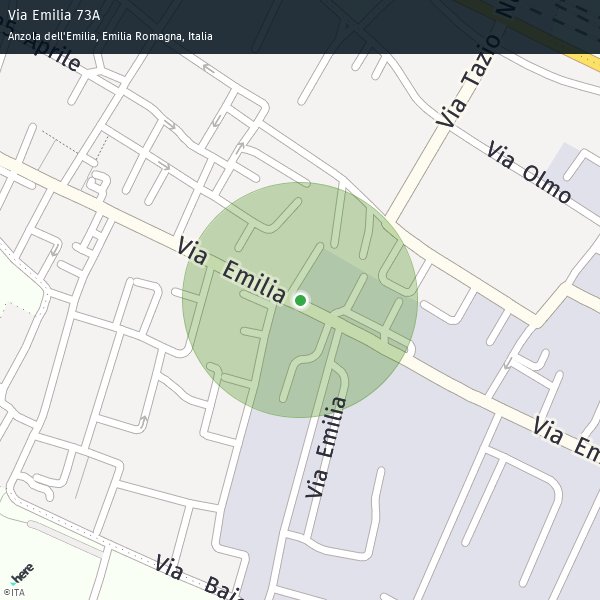 Via Emilia 73A
Anzola dell'Emilia, Emilia Romagna, Italia
Aprile
Via Tazio N
Via Olmo
Via Emilia
Via Emilia
Via Em
Via Bai
here
©ITA